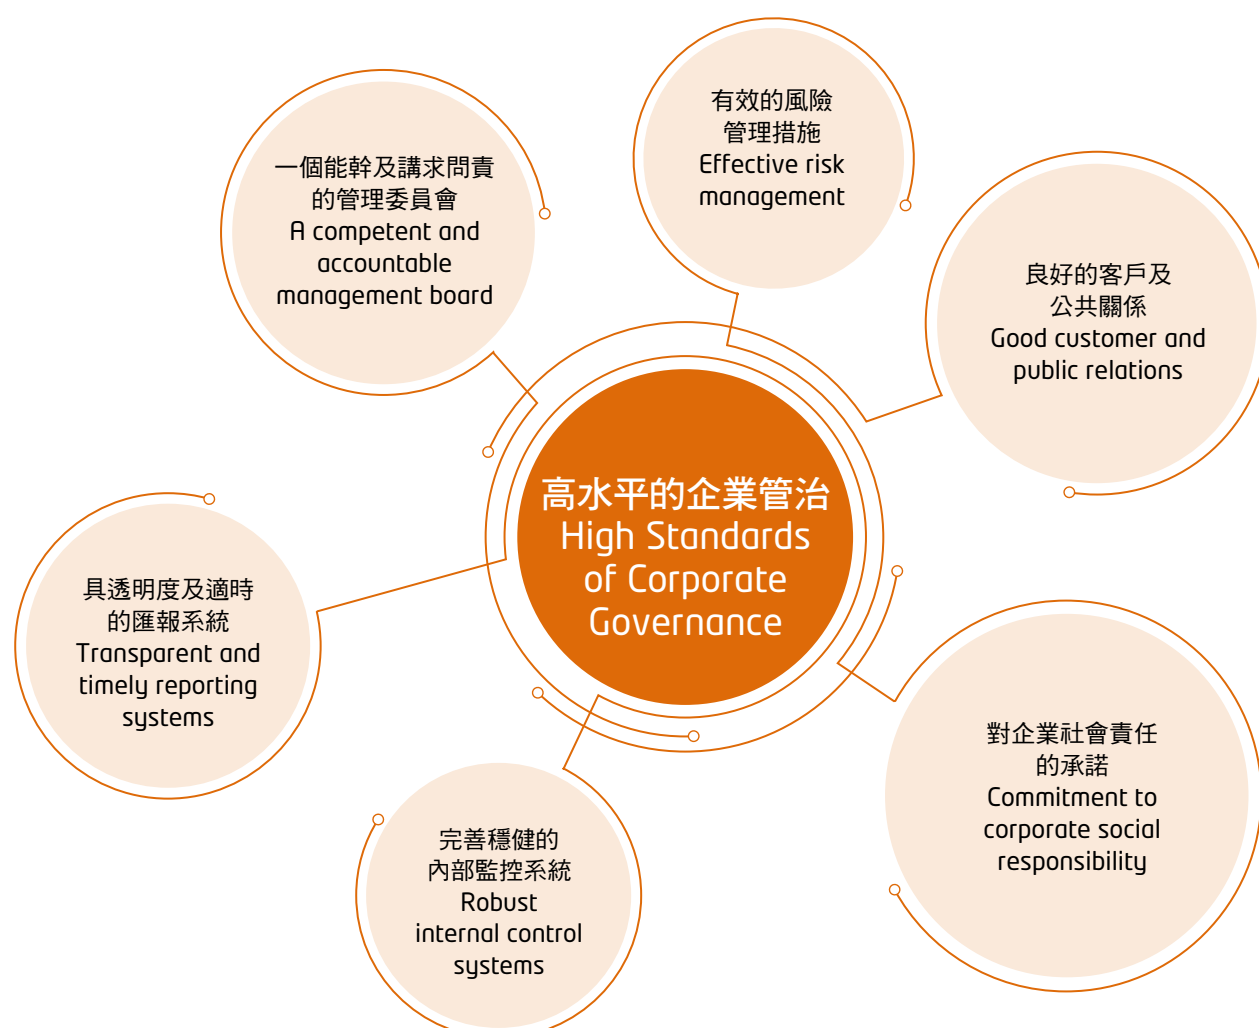 有效的風險
管理措施
Effective risk
management
一個能幹及講求問責
的管理委員會
A competent and
accountable
management board
良好的客戶及
公共關係
Good customer and
public relations
高水平的企業管治
High Standards
of Corporate
Governance
具透明度及適時
的匯報系統
Transparent and
timely reporting
systems
對企業社會責任
的承諾
Commitment to
corporate social
responsibility
完善穩健的
內部監控系統
Robust
internal control
systems